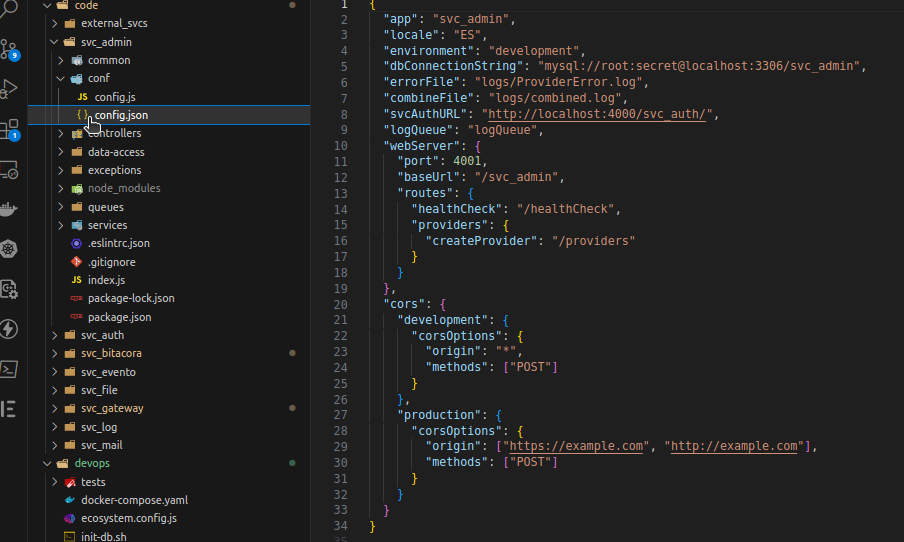 code
external_svcs
svc_admin
common
conf
JS config.js
{ } config.json
controllers
data-access
exceptions
node_modules
queues
services
.eslintrc.json
.gitignore
JS index.js
package-lock.json
package.json
svc_auth
svc_bitacora
svc_evento
svc_file
svc_gateway
svc_log
svc_mail
devops
tests
docker-compose.yaml
ecosystem.config.js
init-db.sh
9
1
1 {
2 "app": "svc_admin",
3 "locale": "ES",
4 "environment": "development",
5 "dbConnectionString": "mysql://root:secret@localhost:3306/svc_admin",
6 "errorFile": "logs/ProviderError.log",
7 "combineFile": "logs/combined.log",
8 "svcAuthURL": "http://localhost:4000/svc_auth/",
9 "logQueue": "logQueue",
10 "webServer": {
11 "port": 4001,
12 "baseUrl": "/svc_admin",
13 "routes": {
14 "healthCheck": "/healthCheck",
15 "providers": {
16 "createProvider": "/providers"
17 }
18 }
19 },
20 "cors": {
21 "development": {
22 "corsOptions": {
23 "origin": "*",
24 "methods": ["POST"]
25 }
26 },
27 "production": {
28 "corsOptions": {
29 "origin": ["https://example.com", "http://example.com"],
30 "methods": ["POST"]
31 }
32 }
33 }
34 }